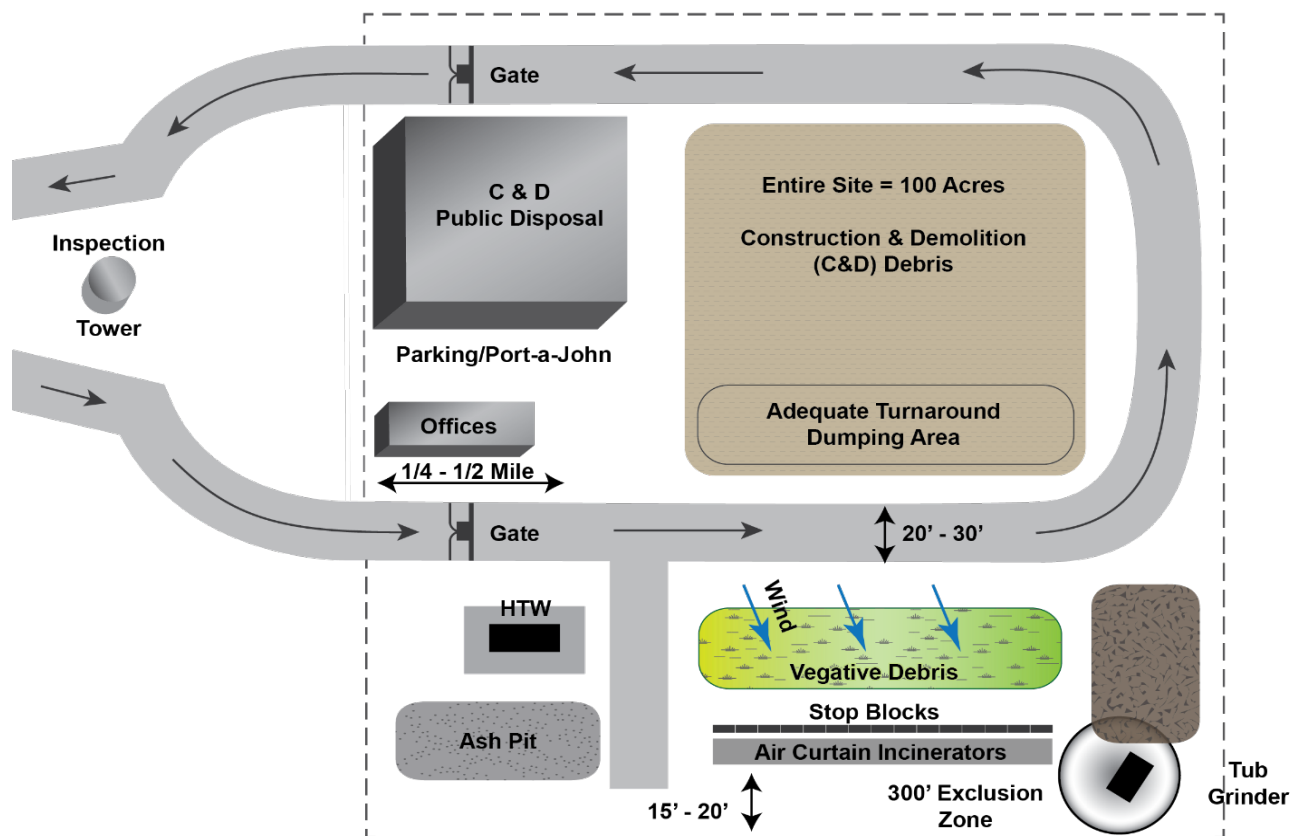 Gate
C & D
Public Disposal
Entire Site = 100 Acres
Construction & Demolition
(C&D) Debris
Inspection
Tower
Parking/Port-a-John
Adequate Turnaround
Dumping Area
Offices
1/4 - 1/2 Mile
Gate
20’ - 30’
HTW
Wind
Vegative Debris
Stop Blocks
Ash Pit
Air Curtain Incinerators
15’ - 20’
300’ Exclusion
Zone
Tub
Grinder